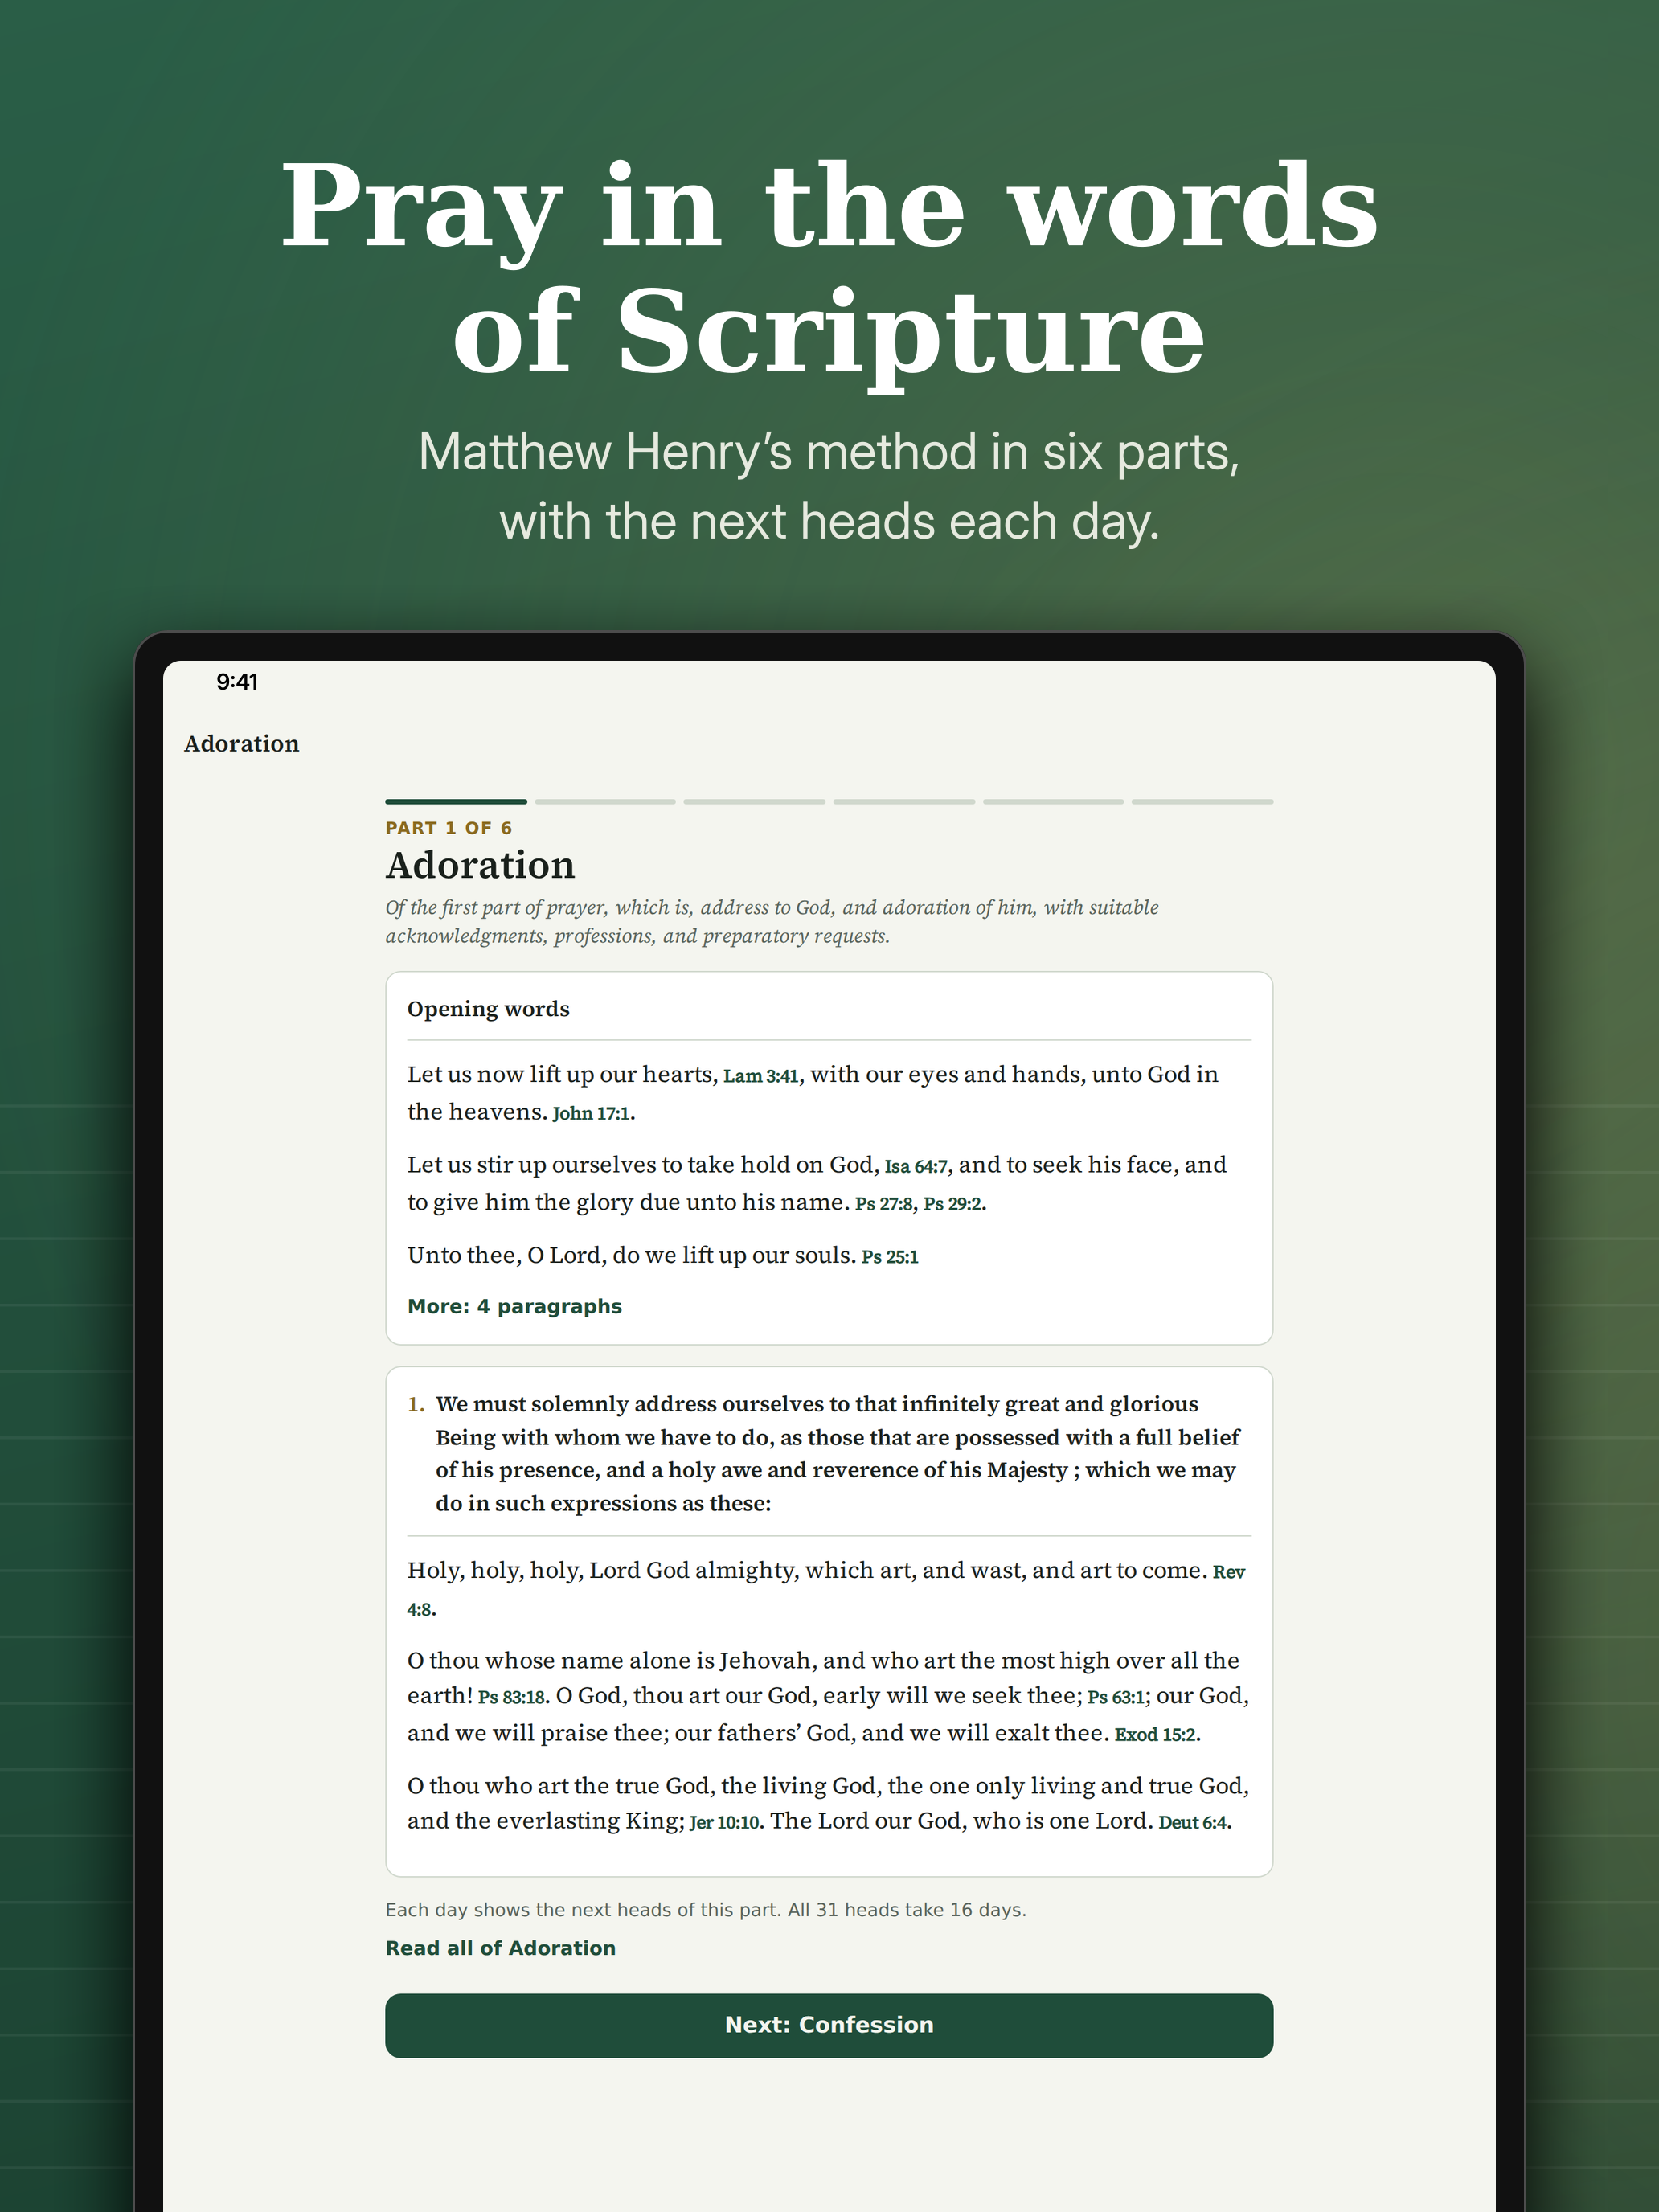 Pray in the words
of Scripture
Matthew Henry’s method in six parts,
with the next heads each day.
9:41
Adoration
PART 1 OF 6
Adoration
Of the first part of prayer, which is, address to God, and adoration of him, with suitable
acknowledgments, professions, and preparatory requests.
Opening words
Let us now lift up our hearts, Lam 3:41, with our eyes and hands, unto God in
the heavens. John 17:1.
Let us stir up ourselves to take hold on God, Isa 64:7, and to seek his face, and
to give him the glory due unto his name. Ps 27:8, Ps 29:2.
Unto thee, O Lord, do we lift up our souls. Ps 25:1
More: 4 paragraphs
1. We must solemnly address ourselves to that infinitely great and glorious
Being with whom we have to do, as those that are possessed with a full belief
of his presence, and a holy awe and reverence of his Majesty ; which we may
do in such expressions as these:
Holy, holy, holy, Lord God almighty, which art, and wast, and art to come. Rev
4:8.
O thou whose name alone is Jehovah, and who art the most high over all the
earth! Ps 83:18. O God, thou art our God, early will we seek thee; Ps 63:1; our God,
and we will praise thee; our fathers’ God, and we will exalt thee. Exod 15:2.
O thou who art the true God, the living God, the one only living and true God,
and the everlasting King; Jer 10:10. The Lord our God, who is one Lord. Deut 6:4.
Each day shows the next heads of this part. All 31 heads take 16 days.
Read all of Adoration
Next: Confession